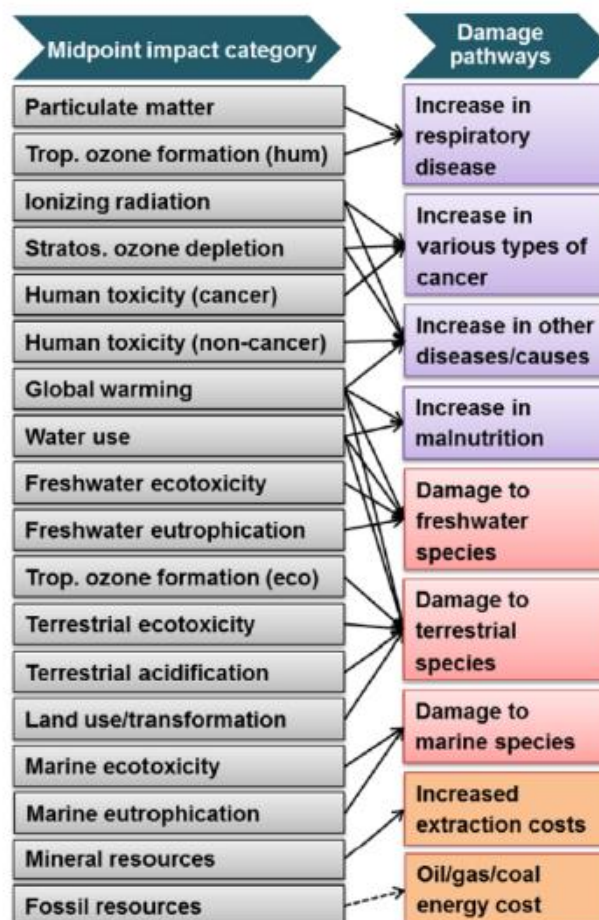 Midpoint impact category
Damage
pathways
Particulate matter
Trop. ozone formation (hum)
Ionizing radiation
Stratos. ozone depletion
Human toxicity (cancer)
Human toxicity (non-cancer)
Global warming
Water use
Freshwater ecotoxicity
Freshwater eutrophication
Trop. ozone formation (eco)
Terrestrial ecotoxicity
Terrestrial acidification
Land use/transformation
Marine ecotoxicity
Marine eutrophication
Mineral resources
Fossil resources
Increase in
respiratory
disease
Increase in
various types of
cancer
Increase in other
diseases/causes
Increase in
malnutrition
Damage to
freshwater
species
Damage to
terrestrial
species
Damage to
marine species
Increased
extraction costs
Oil/gas/coal
energy cost